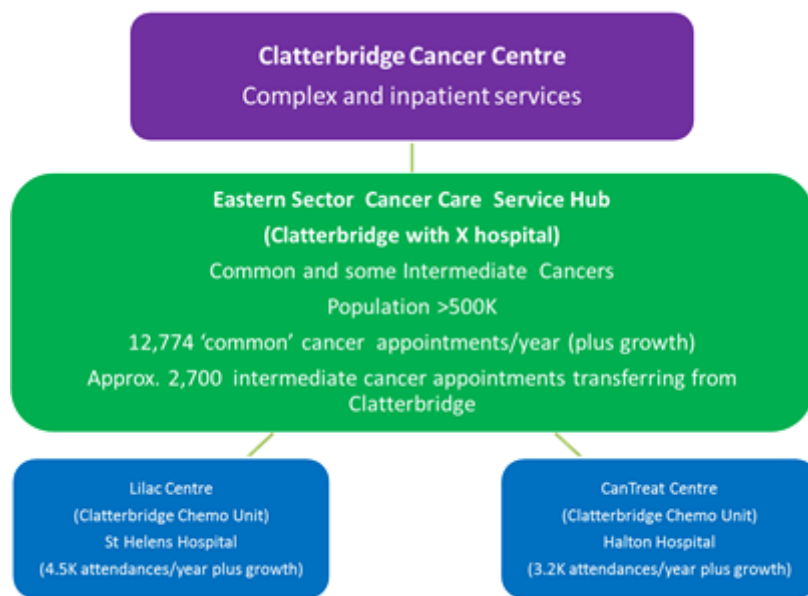 Clatterbridge Cancer Centre
Complex and inpatient services
Eastern Sector Cancer Care Service Hub
(Clatterbridge with X hospital)
Common and some Intermediate Cancers
Population >500K
12,774 ‘common’ cancer appointments/year (plus growth)
Approx. 2,700 intermediate cancer appointments transferring from
Clatterbridge
Lilac Centre
(Clatterbridge Chemo Unit)
St Helens Hospital
(4.5K attendances/year plus growth)
CanTreat Centre
(Clatterbridge Chemo Unit)
Halton Hospital
(3.2K attendances/year plus growth)